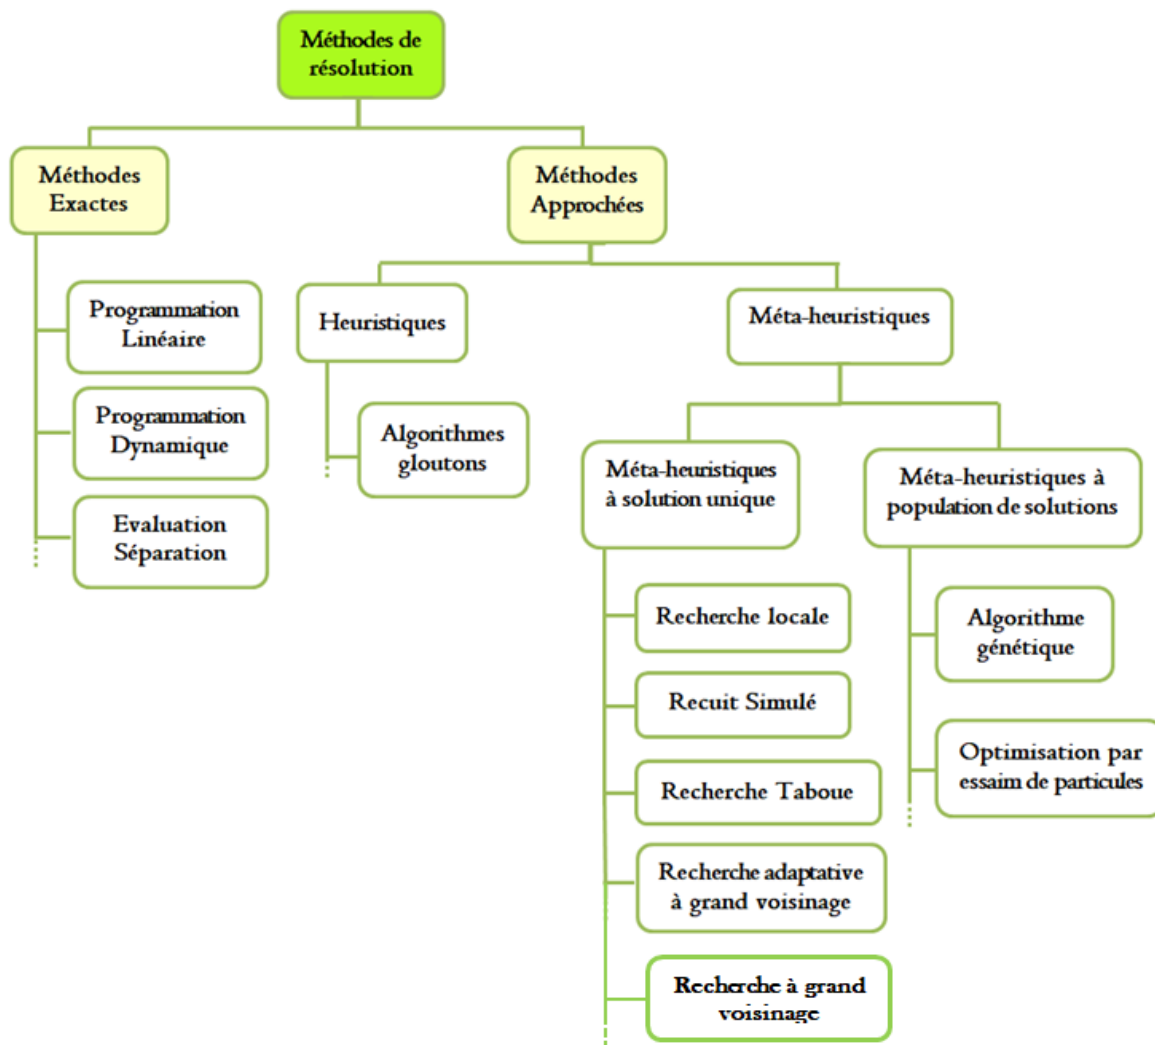 Méthodes de
résolution
Méthodes
Exactes
Méthodes
Approchées
Programmation
Linéaire
Programmation
Dynamique
Evaluation
Séparation
Heuristiques
Algorithmes
gloutons
Méta-heuristiques
Méta-heuristiques
à solution unique
Recherche locale
Recuit Simulé
Recherche Taboue
Recherche adaptative
à grand voisinage
Recherche à grand
voisinage
Méta-heuristiques à
population de solutions
Algorithme
génétique
Optimisation par
essaim de particules